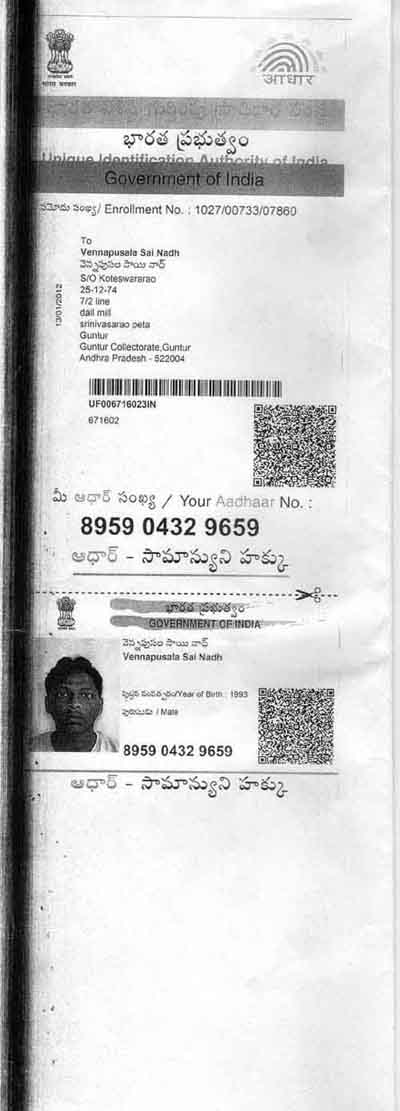 भारत सरकार
आधार
భారత ప్రభుత్వం
Unique Identification Authority of India
Government of India
నమోదు సంఖ్య/ Enrollment No. : 1027/00733/07860
To
Vennapusala Sai Nadh
వెన్నపుసల సాయి నాధ్
S/O Koteswararao
25-12-74
7/2 line
dall mill
srinivasarao peta
Guntur
Guntur Collectorate,Guntur
Andhra Pradesh - 522004
13/01/2012
UF006716023IN
671602
మీ ఆధార్ సంఖ్య / Your Aadhaar No. :
8959 0432 9659
ఆధార్ - సామాన్యుని హక్కు
భారత ప్రభుత్వం
GOVERNMENT OF INDIA
వెన్నపుసల సాయి నాధ్
Vennapusala Sai Nadh
పుట్టిన సంవత్సరం/Year of Birth : 1993
పురుషుడు / Male
8959 0432 9659
ఆధార్ - సామాన్యుని హక్కు